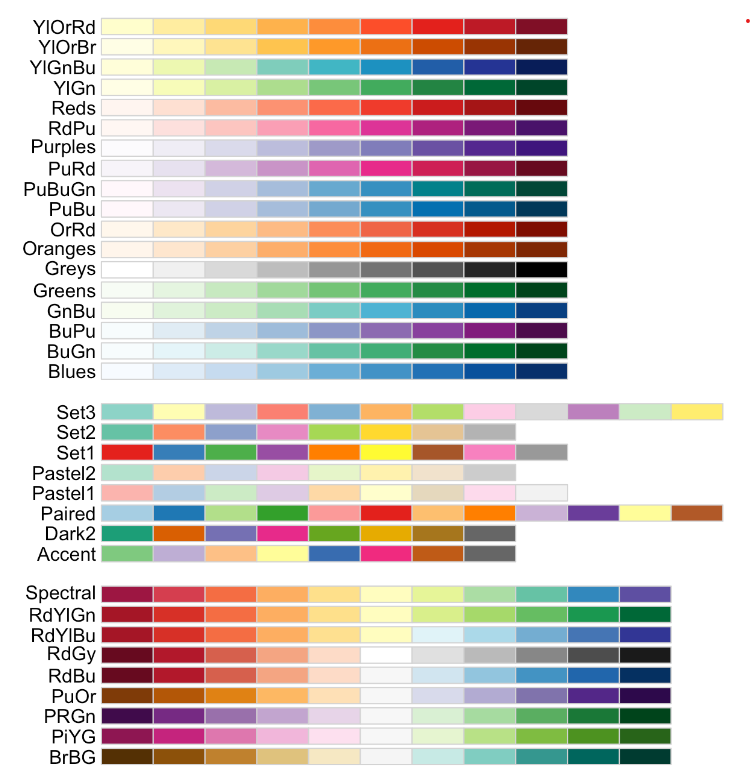 YlOrRd
YlOrBr
YlGnBu
YlGn
Reds
RdPu
Purples
PuRd
PuBuGn
PuBu
OrRd
Oranges
Greys
Greens
GnBu
BuPu
BuGn
Blues
Set3
Set2
Set1
Pastel2
Pastel1
Paired
Dark2
Accent
Spectral
RdYlGn
RdYlBu
RdGy
RdBu
PuOr
PRGn
PiYG
BrBG